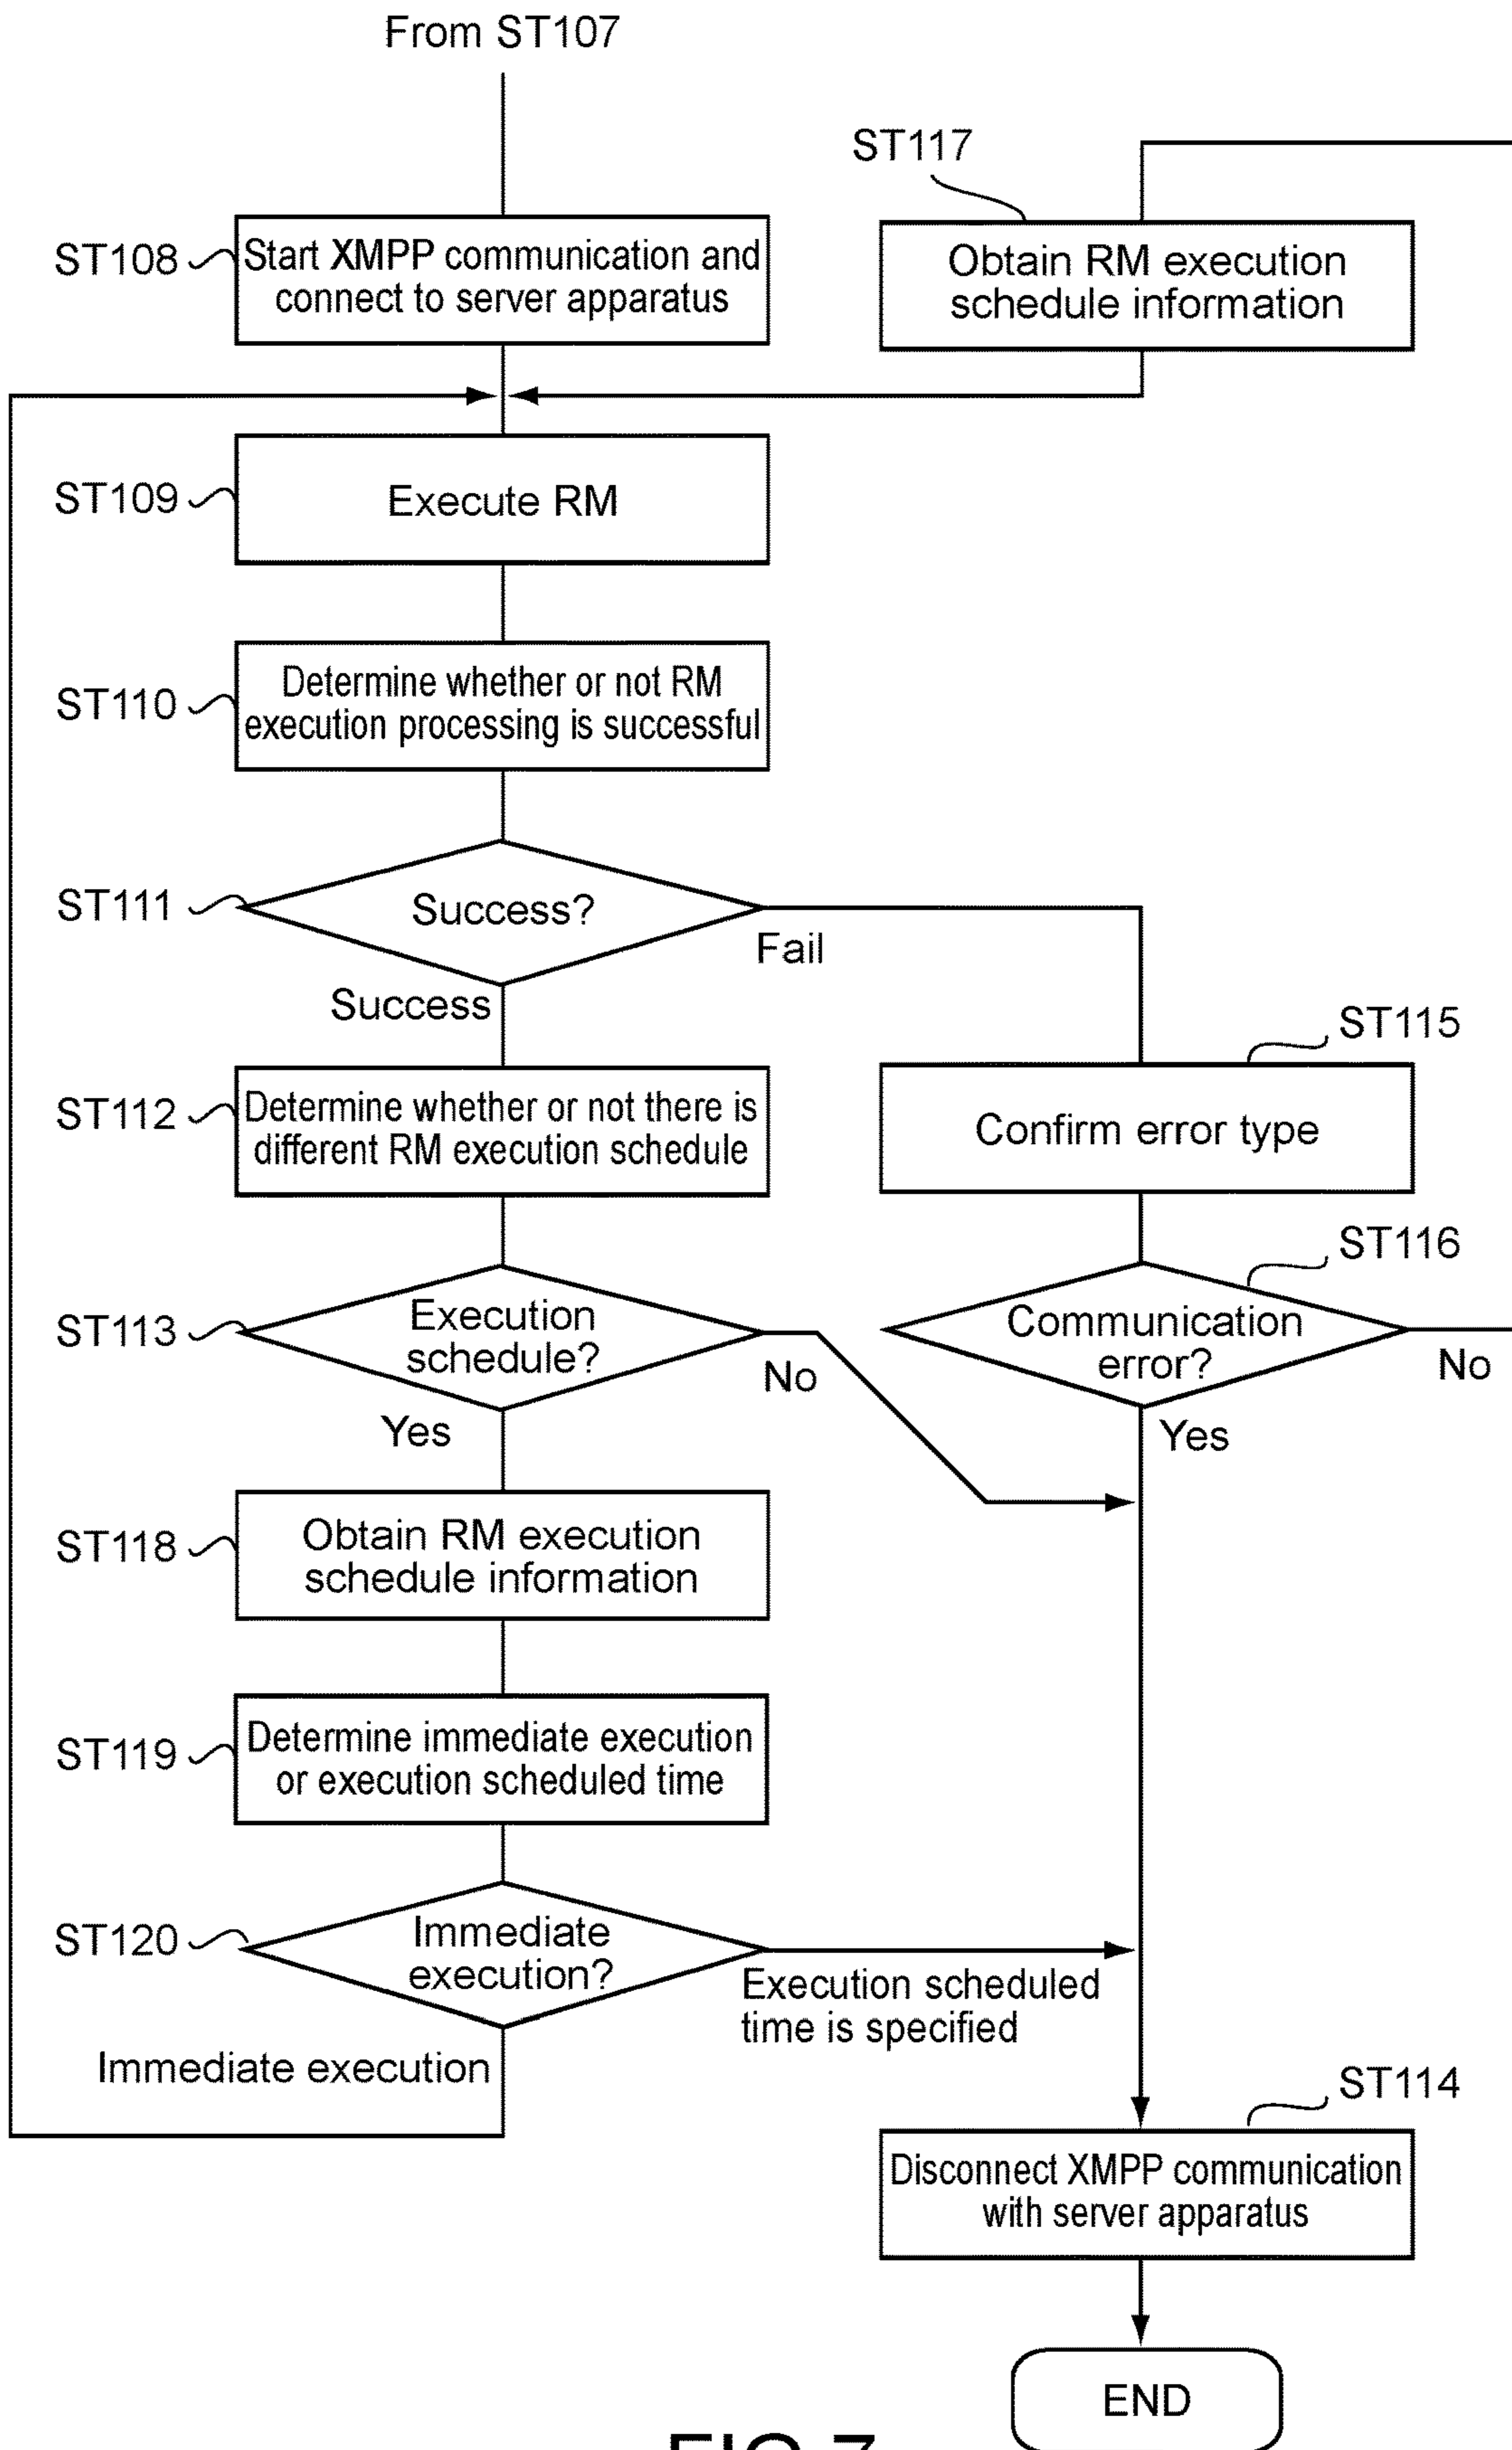 From ST107
ST117
ST108
Start XMPP communication and
connect to server apparatus
Obtain RM execution
schedule information
ST109
Execute RM
ST110
Determine whether or not RM
execution processing is successful
ST111
Success?
Fail
Success
ST115
ST112
Determine whether or not there is
different RM execution schedule
Confirm error type
ST116
ST113
Execution
schedule?
No
Communication
error?
No
Yes
Yes
ST118
Obtain RM execution
schedule information
ST119
Determine immediate execution
or execution scheduled time
ST120
Immediate
execution?
Execution scheduled
time is specified
Immediate execution
ST114
Disconnect XMPP communication
with server apparatus
END
FIG.7